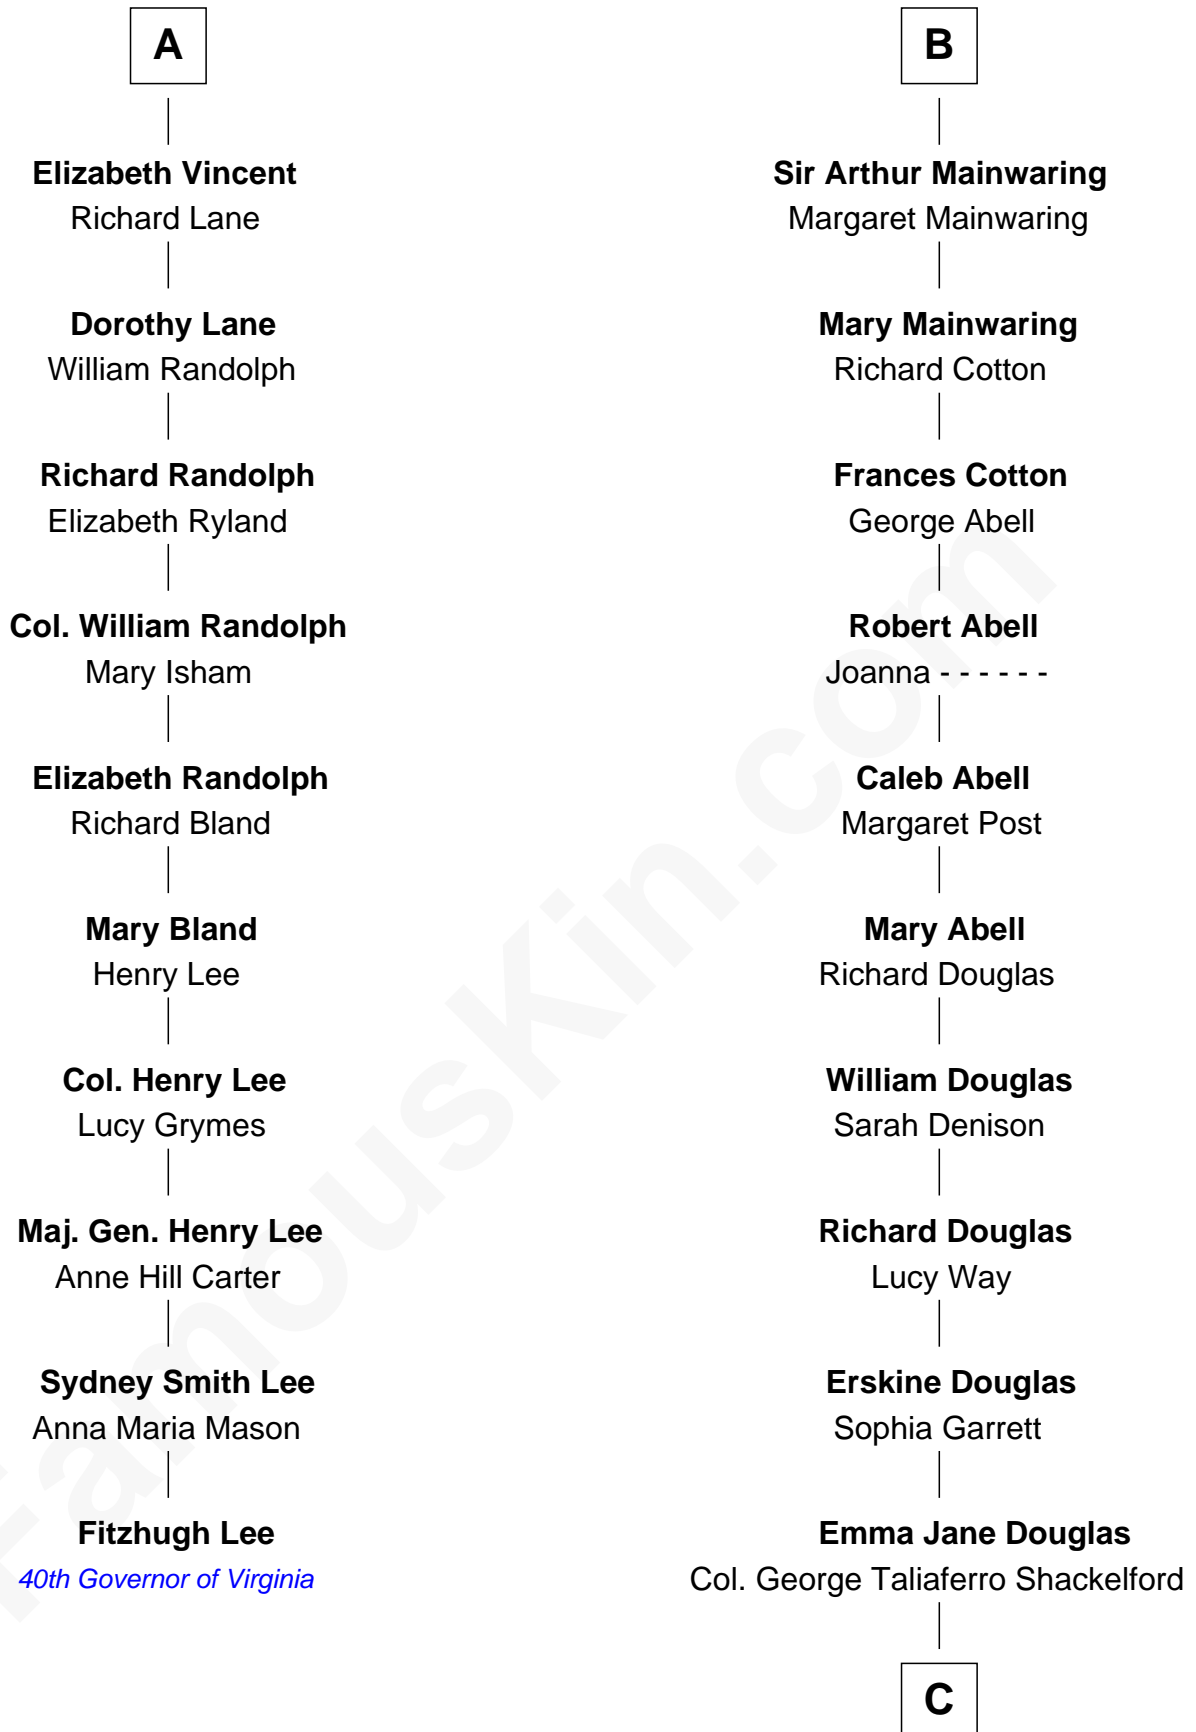 A
Elizabeth Vincent
Richard Lane
Dorothy Lane
William Randolph
Richard Randolph
Elizabeth Ryland
Col. William Randolph
Mary Isham
Elizabeth Randolph
Richard Bland
Mary Bland
Henry Lee
Col. Henry Lee
Lucy Grymes
Maj. Gen. Henry Lee
Anne Hill Carter
Sydney Smith Lee
Anna Maria Mason
Fitzhugh Lee
40th Governor of Virginia
B
Sir Arthur Mainwaring
Margaret Mainwaring
Mary Mainwaring
Richard Cotton
Frances Cotton
George Abell
Robert Abell
Joanna - - - - - -
Caleb Abell
Margaret Post
Mary Abell
Richard Douglas
William Douglas
Sarah Denison
Richard Douglas
Lucy Way
Erskine Douglas
Sophia Garrett
Emma Jane Douglas
Col. George Taliaferro Shackelford
C
FamousKin.com